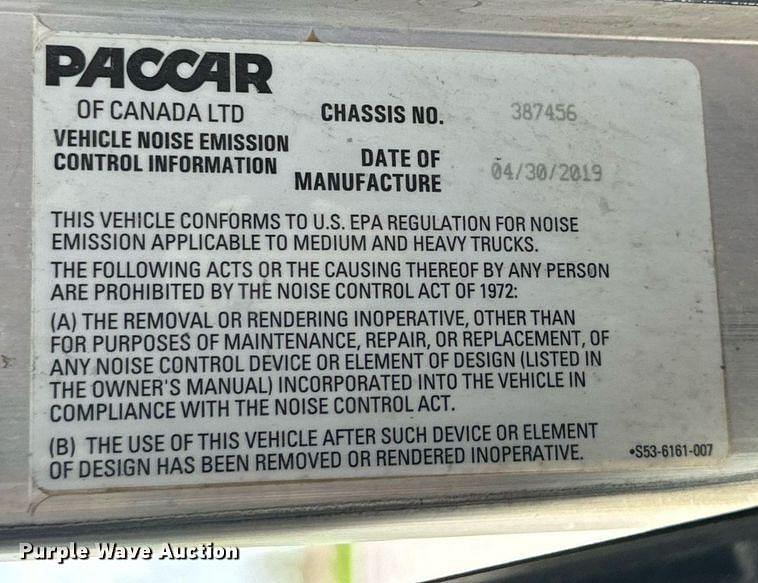 PACCAR
OF CANADA LTD
CHASSIS NO. 387456
VEHICLE NOISE EMISSION
CONTROL INFORMATION
DATE OF
MANUFACTURE 04/30/2019
THIS VEHICLE CONFORMS TO U.S. EPA REGULATION FOR NOISE
EMISSION APPLICABLE TO MEDIUM AND HEAVY TRUCKS.
THE FOLLOWING ACTS OR THE CAUSING THEREOF BY ANY PERSON
ARE PROHIBITED BY THE NOISE CONTROL ACT OF 1972:
(A) THE REMOVAL OR RENDERING INOPERATIVE, OTHER THAN
FOR PURPOSES OF MAINTENANCE, REPAIR, OR REPLACEMENT, OF
ANY NOISE CONTROL DEVICE OR ELEMENT OF DESIGN (LISTED IN
THE OWNER'S MANUAL) INCORPORATED INTO THE VEHICLE IN
COMPLIANCE WITH THE NOISE CONTROL ACT.
(B) THE USE OF THIS VEHICLE AFTER SUCH DEVICE OR ELEMENT
OF DESIGN HAS BEEN REMOVED OR RENDERED INOPERATIVE.
•S53-6161-007
Purple Wave Auction